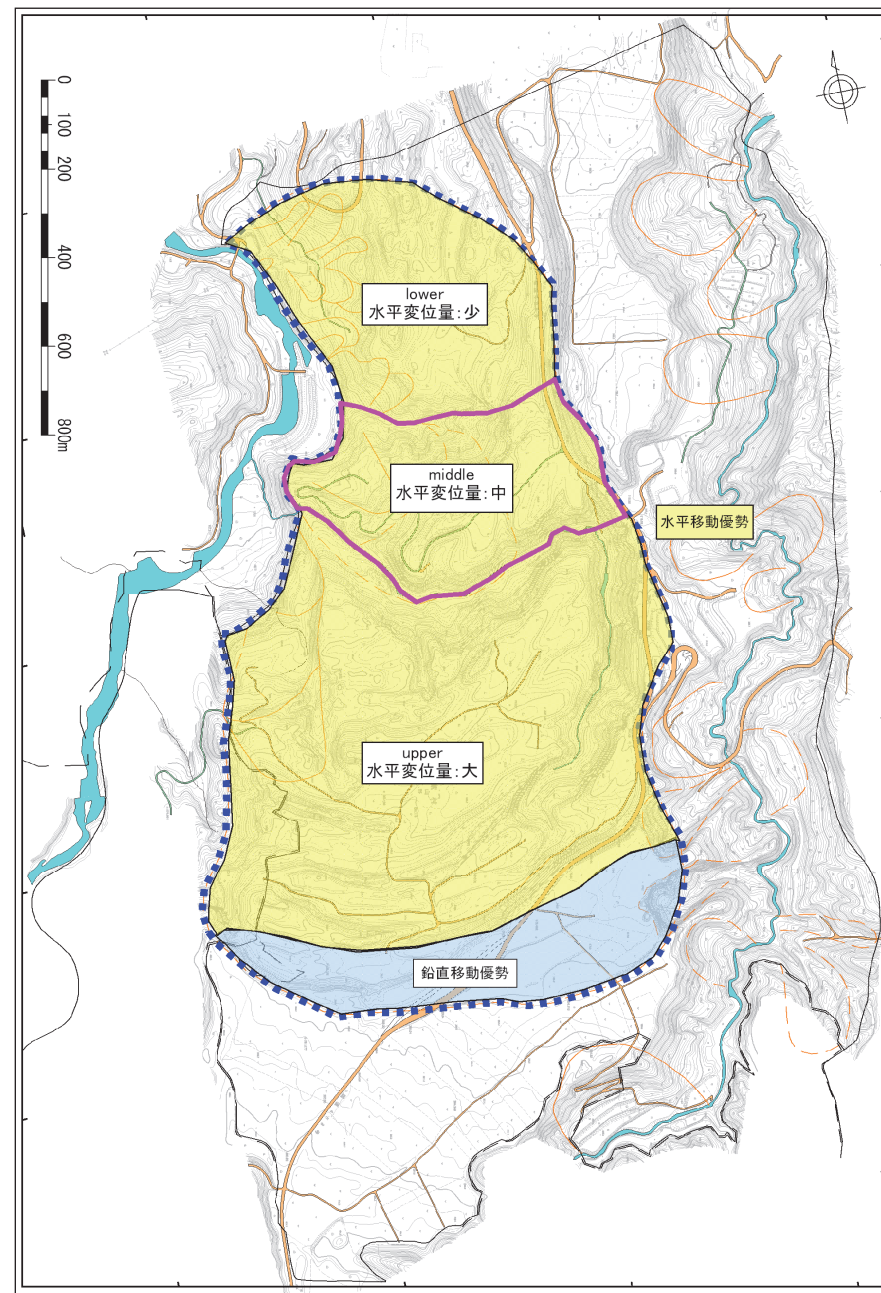 0
100
200
400
600
800m
lower
水平変位量:少
middle
水平変位量:中
水平移動優勢
upper
水平変位量:大
鉛直移動優勢